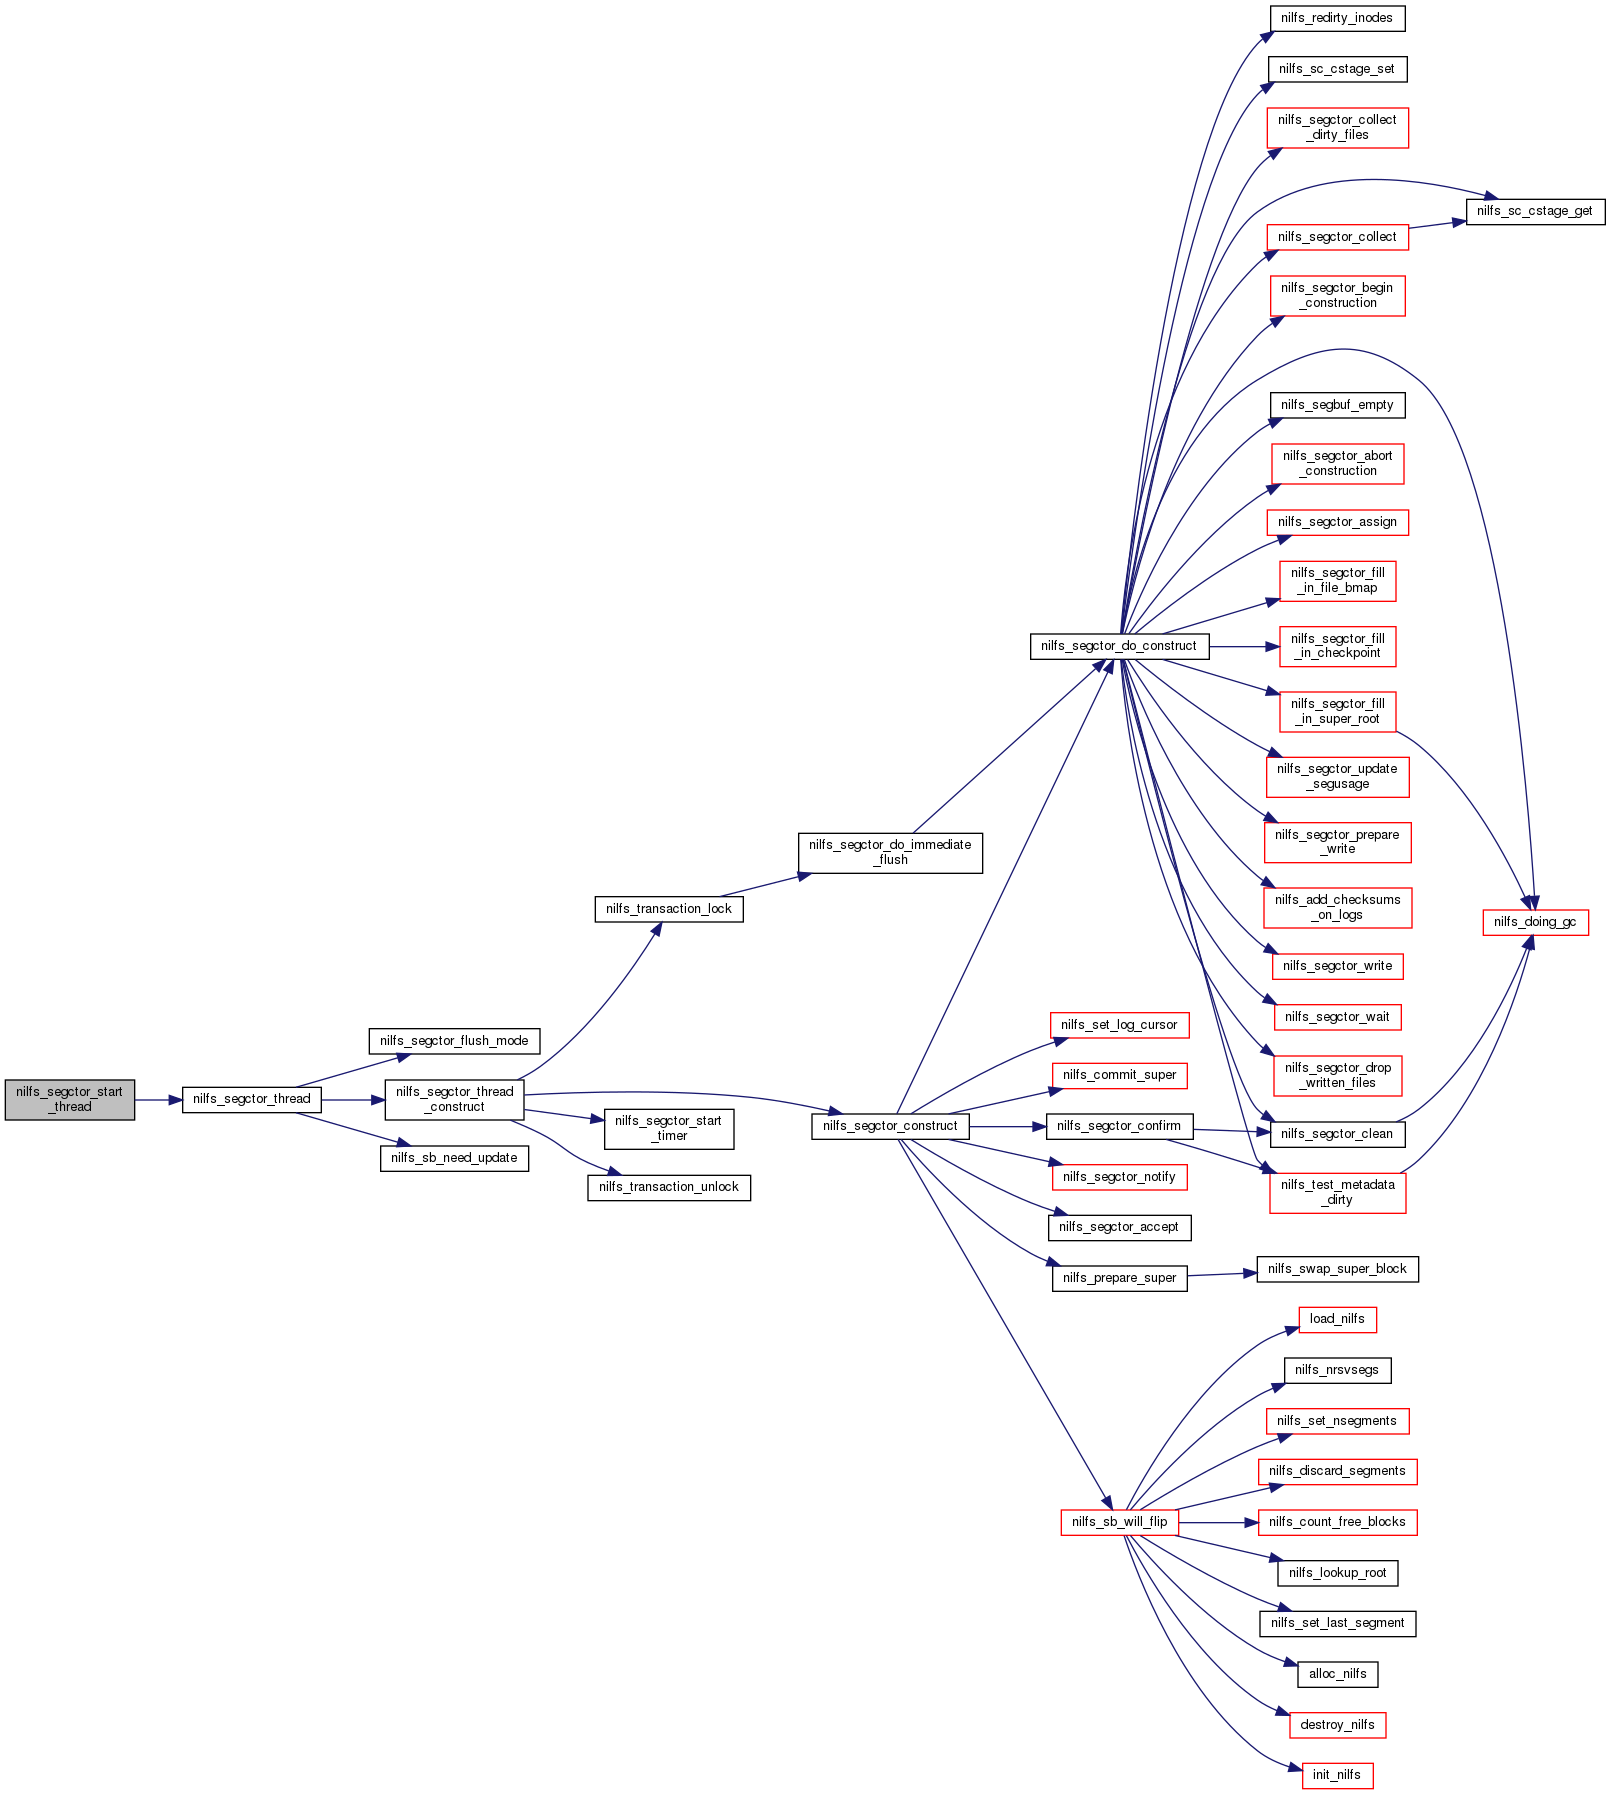 nilfs_redirty_inodes
nilfs_sc_cstage_set
nilfs_segctor_collect
_dirty_files
nilfs_sc_cstage_get
nilfs_segctor_collect
nilfs_segctor_begin
_construction
nilfs_segbuf_empty
nilfs_segctor_abort
_construction
nilfs_segctor_assign
nilfs_segctor_fill
_in_file_bmap
nilfs_segctor_do_construct
nilfs_segctor_fill
_in_checkpoint
nilfs_segctor_fill
_in_super_root
nilfs_segctor_update
_segusage
nilfs_segctor_prepare
_write
nilfs_segctor_do_immediate
_flush
nilfs_transaction_lock
nilfs_add_checksums
_on_logs
nilfs_doing_gc
nilfs_segctor_write
nilfs_segctor_wait
nilfs_set_log_cursor
nilfs_segctor_flush_mode
nilfs_segctor_drop
_written_files
nilfs_commit_super
nilfs_segctor_start
_thread
nilfs_segctor_thread
nilfs_segctor_thread
_construct
nilfs_segctor_start
_timer
nilfs_segctor_construct
nilfs_segctor_confirm
nilfs_segctor_clean
nilfs_sb_need_update
nilfs_segctor_notify
nilfs_transaction_unlock
nilfs_test_metadata
_dirty
nilfs_segctor_accept
nilfs_prepare_super
nilfs_swap_super_block
load_nilfs
nilfs_nrsvsegs
nilfs_set_nsegments
nilfs_discard_segments
nilfs_sb_will_flip
nilfs_count_free_blocks
nilfs_lookup_root
nilfs_set_last_segment
alloc_nilfs
destroy_nilfs
init_nilfs